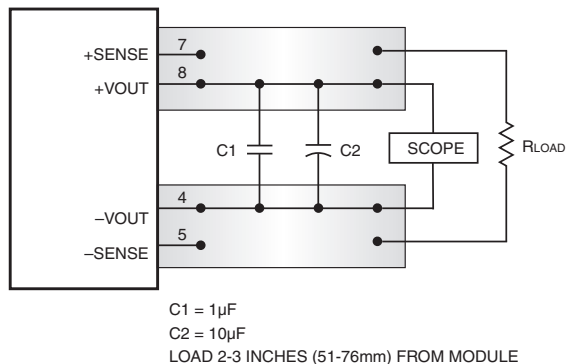 +SENSE
7
+VOUT
8
C1
C2
SCOPE
RLOAD
–VOUT
4
–SENSE
5
C1 = 1µF
C2 = 10µF
LOAD 2-3 INCHES (51-76mm) FROM MODULE